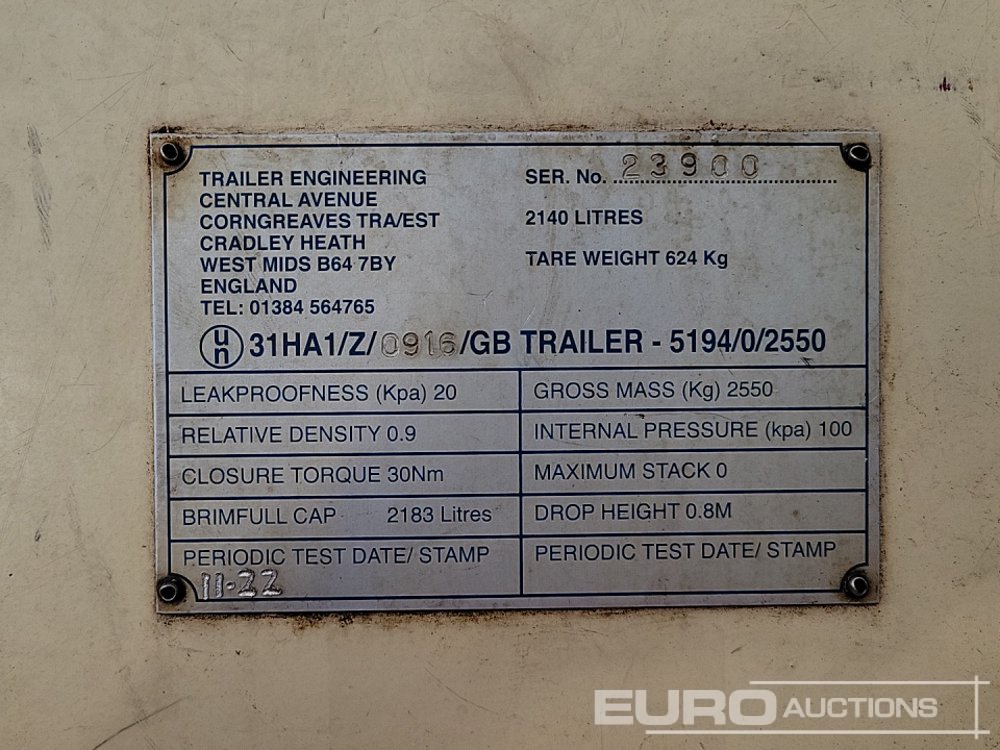 TRAILER ENGINEERING
CENTRAL AVENUE
CORNGREAVES TRA/EST
CRADLEY HEATH
WEST MIDS B64 7BY
ENGLAND
TEL: 01384 564765
SER. No. 23900
2140 LITRES
TARE WEIGHT 624 Kg
un 31HA1/Z/0916/GB TRAILER - 5194/0/2550
LEAKPROOFNESS (Kpa) 20
GROSS MASS (Kg) 2550
RELATIVE DENSITY 0.9
INTERNAL PRESSURE (kpa) 100
CLOSURE TORQUE 30Nm
MAXIMUM STACK 0
BRIMFULL CAP 2183 Litres
DROP HEIGHT 0.8M
PERIODIC TEST DATE/ STAMP
11-22
PERIODIC TEST DATE/ STAMP
EURO AUCTIONS